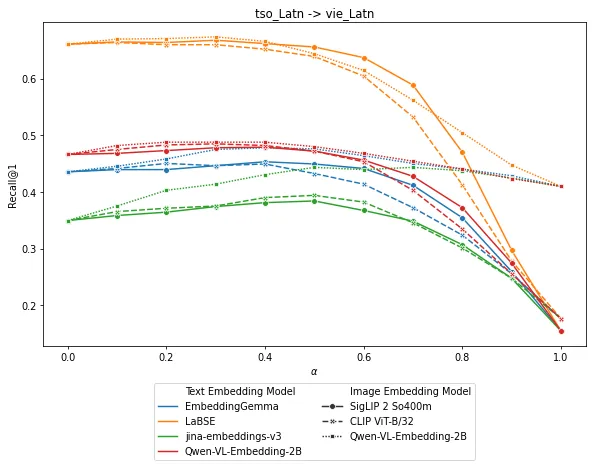 tso_Latn -> vie_Latn
Recall@1
0.6
0.5
0.4
0.3
0.2
0.0 0.2 0.4 0.6 0.8 1.0
α
Text Embedding Model Image Embedding Model
EmbeddingGemma SigLIP 2 So400m
LaBSE CLIP ViT-B/32
jina-embeddings-v3 Qwen-VL-Embedding-2B
Qwen-VL-Embedding-2B